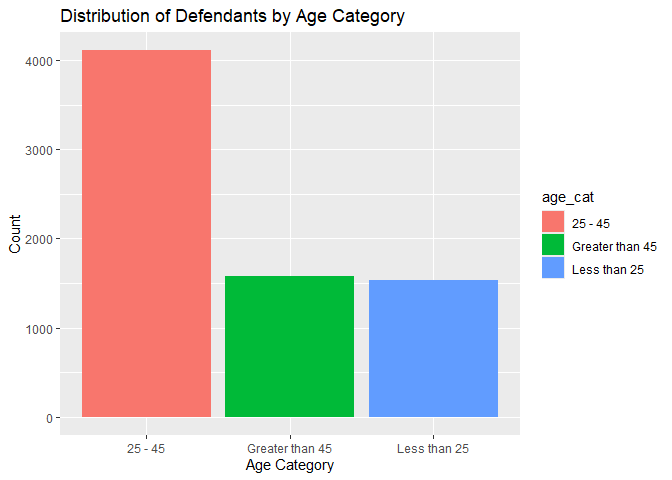 Distribution of Defendants by Age Category
4000
3000
2000
1000
0
Count
25 - 45
Greater than 45
Less than 25
Age Category
age_cat
25 - 45
Greater than 45
Less than 25